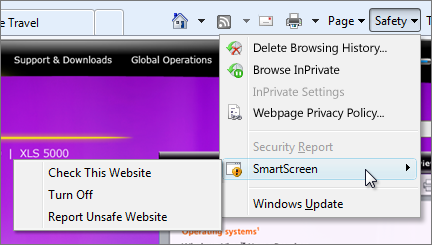 e Travel
Page
Safety
Support & Downloads
Global Operations
Delete Browsing History...
Browse InPrivate
InPrivate Settings
Webpage Privacy Policy...
Security Report
| XLS 5000
SmartScreen
Check This Website
Turn Off
Report Unsafe Website
Windows Update
Operating systems¹